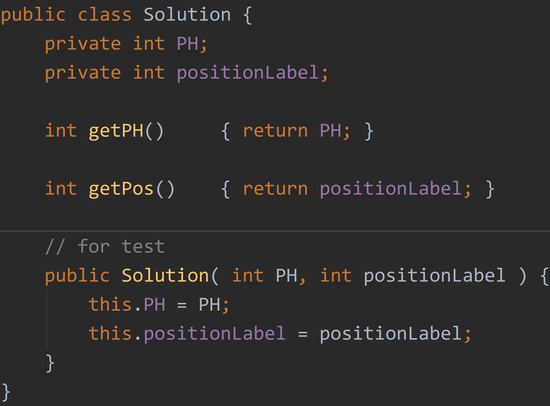 public class Solution {
    private int PH;
    private int positionLabel;
    int getPH()     { return PH; }
    int getPos()    { return positionLabel; }
    // for test
    public Solution( int PH, int positionLabel ) {
        this.PH = PH;
        this.positionLabel = positionLabel;
    }
}